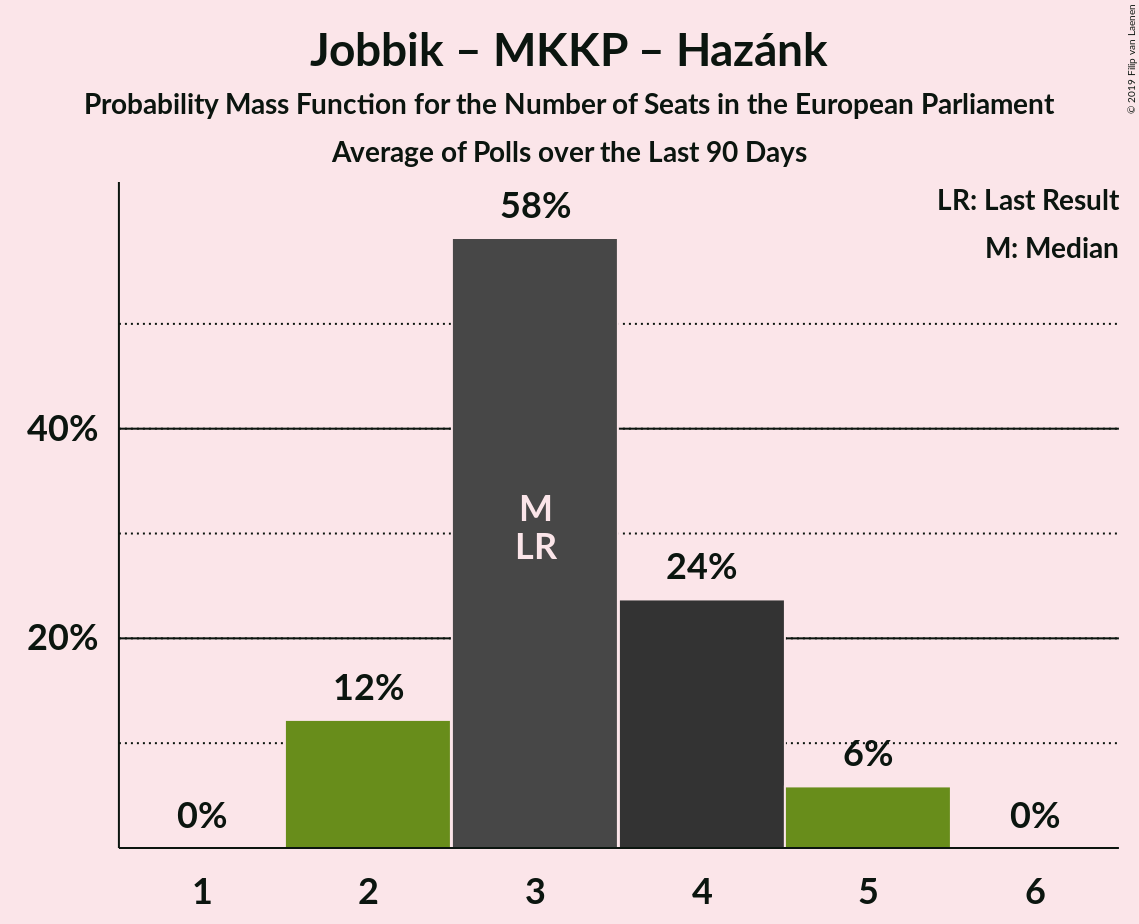 Jobbik – MKKP – Hazánk
Probability Mass Function for the Number of Seats in the European Parliament
Average of Polls over the Last 90 Days
© 2019 Filip van Laenen
LR: Last Result
M: Median
58%
40%
M
LR
24%
20%
12%
6%
0%
0%
1 2 3 4 5 6